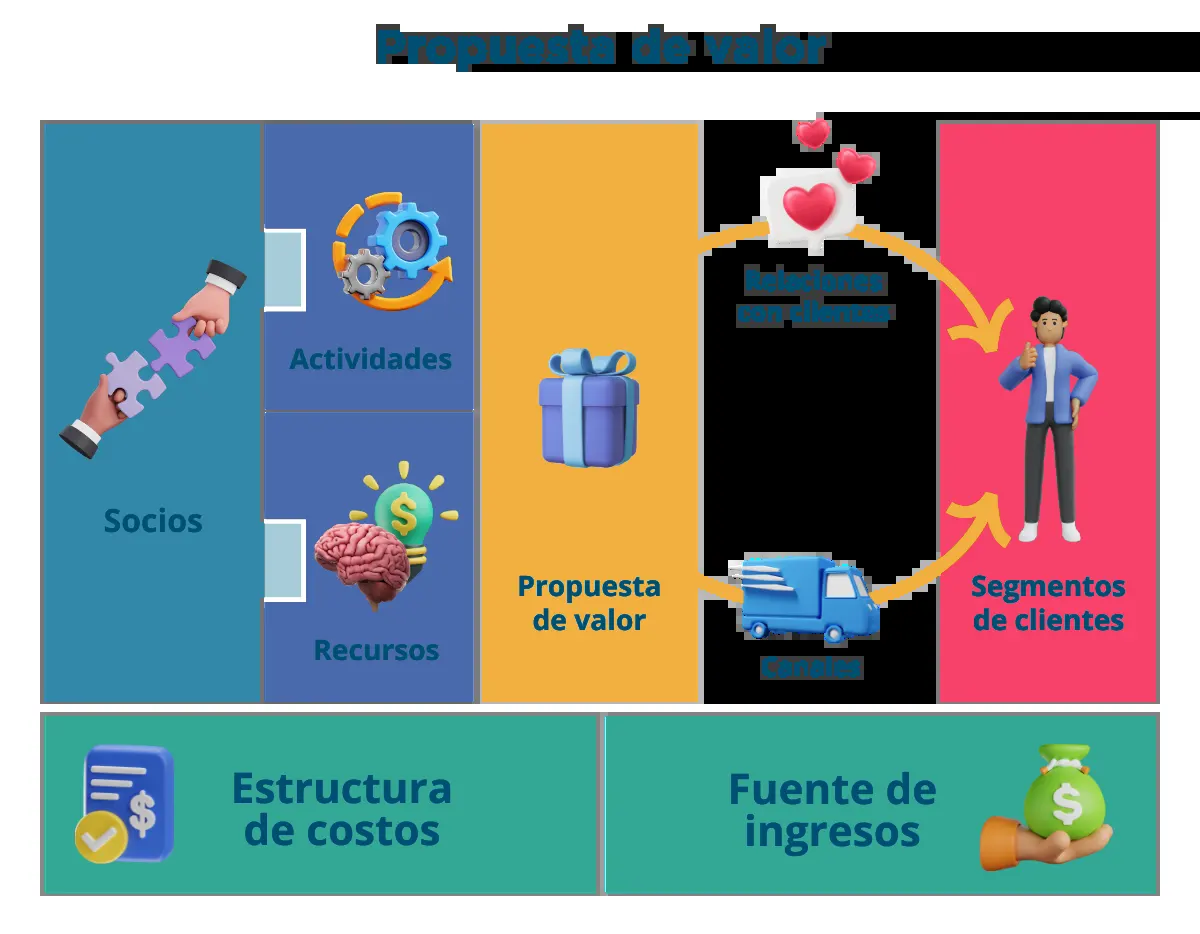 Propuesta de valor
Socios
Actividades
Recursos
Propuesta
de valor
Relaciones
con clientes
Canales
Segmentos
de clientes
Estructura
de costos
Fuente de
ingresos